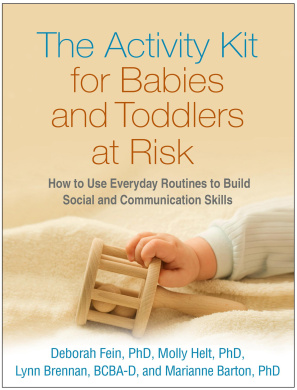 The Activity Kit
for Babies
and Toddlers
at Risk
How to Use Everyday Routines to Build
Social and Communication Skills
Deborah Fein, PhD, Molly Helt, PhD,
Lynn Brennan, BCBA-D, and Marianne Barton, PhD